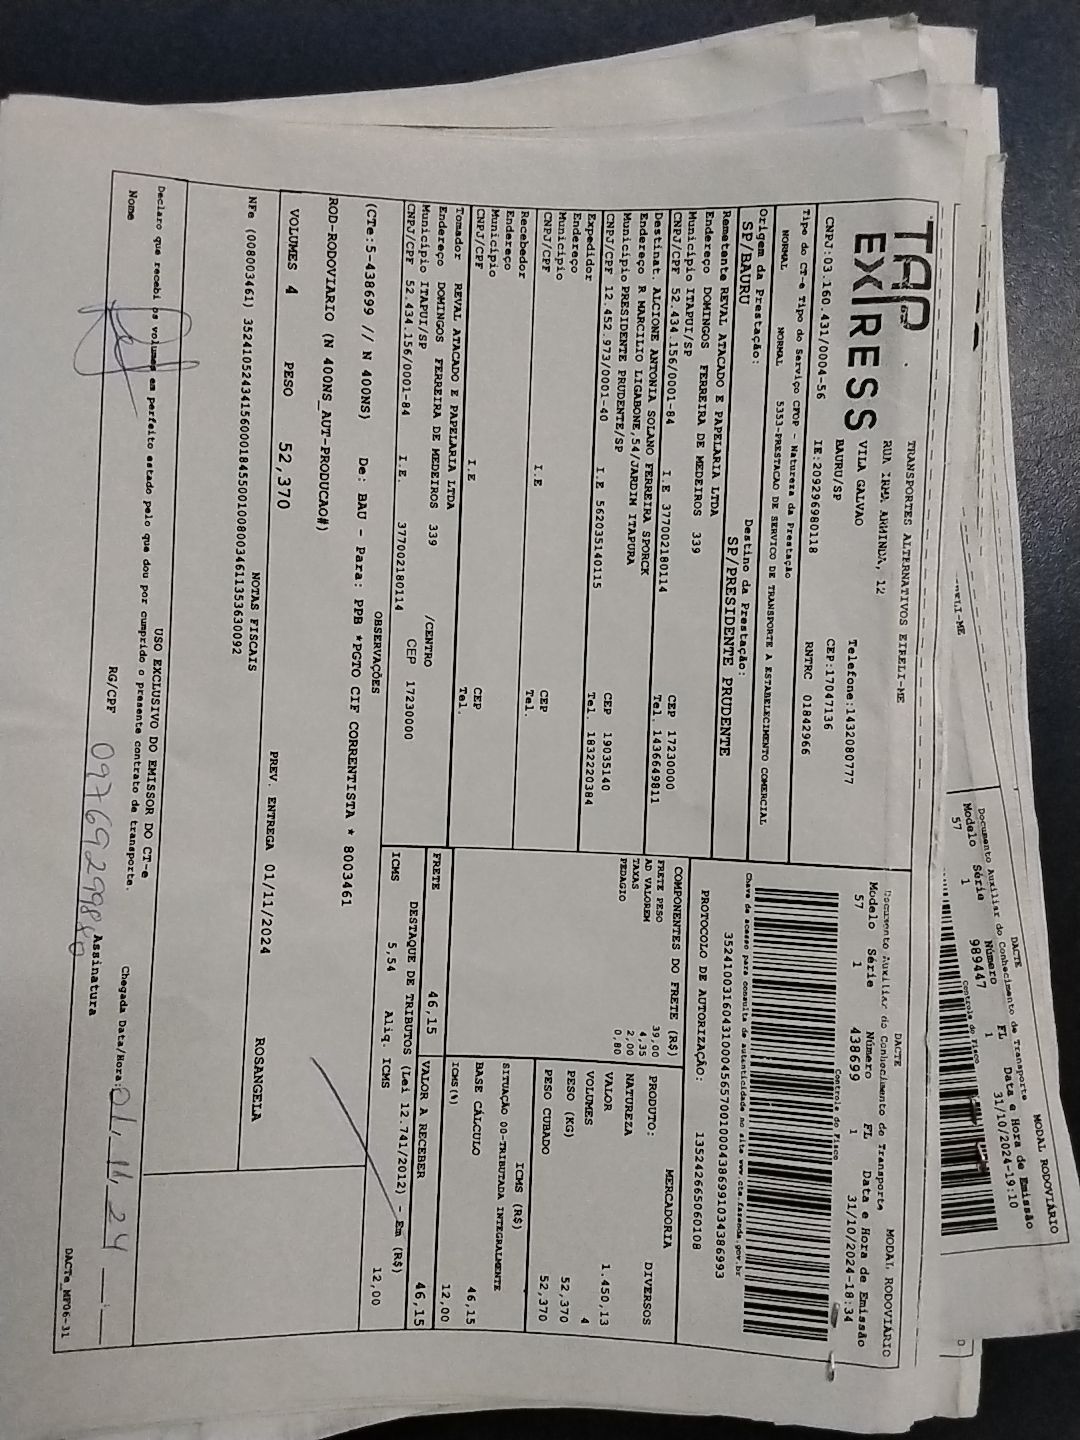 TAP EXPRESS
TRANSPORTES ALTERNATIVOS EIRELI-ME
RUA IRMA ARMINDA, 12
VILA GALVAO
BAURU/SP
Telefone:1432080777
CEP:17047136
CNPJ:03.160.431/0004-56 IE:209296980118 RNTRC 01842966
DACTE MODAL RODOVIÁRIO
Documento Auxiliar do Conhecimento de Transporte
Modelo Série Número FL Data e Hora de Emissão
57 1 438699 1 31/10/2024-18:34
Controle do Fisco
Chave de acesso para consulta de autenticidade no site www.cte.fazenda.gov.br
35241003160431000456570010004386991034386993
PROTOCOLO DE AUTORIZAÇÃO: 135242665060108
Tipo do CT-e Tipo do Serviço CFOP - Natureza da Prestação
NORMAL NORMAL 5353-PRESTACAO DE SERVICO DE TRANSPORTE A ESTABELECIMENTO COMERCIAL
Origem da Prestação: Destino da Prestação:
SP/BAURU SP/PRESIDENTE PRUDENTE
Remetente REVAL ATACADO E PAPELARIA LTDA
Endereço DOMINGOS FERREIRA DE MEDEIROS 339
Município ITAPUI/SP CEP 17230000
CNPJ/CPF 52.434.156/0001-84 I.E 377002180114 Tel. 1436649811
Destinat. ALCIONE ANTONIA SOLANO FERREIRA SPORCK
Endereço R MARCILIO LIGABONE,54/JARDIM ITAPURA
Município PRESIDENTE PRUDENTE/SP CEP 19035140
CNPJ/CPF 12.452.973/0001-40 I.E 562035140115 Tel. 1832220384
Expedidor
Endereço
Município CEP
CNPJ/CPF I.E Tel.
Recebedor
Endereço
Município CEP
CNPJ/CPF I.E Tel.
Tomador REVAL ATACADO E PAPELARIA LTDA
Endereço DOMINGOS FERREIRA DE MEDEIROS 339 /CENTRO
Município ITAPUI/SP CEP 17230000
CNPJ/CPF 52.434.156/0001-84 I.E. 377002180114
COMPONENTES DO FRETE (R$)
FRETE PESO 39,00
AD VALOREM 4,35
TAXAS 2,00
PEDAGIO 0,80
MERCADORIA
PRODUTO: DIVERSOS
NATUREZA
VALOR 1.450,13
VOLUMES 4
PESO (KG) 52,370
PESO CUBADO 52,370
ICMS (R$)
SITUAÇÃO 00-TRIBUTADA INTEGRALMENTE
BASE CÁLCULO 46,15
ICMS(%) 12,00
FRETE 46,15 VALOR A RECEBER 46,15
DESTAQUE DE TRIBUTOS (Lei 12.741/2012) - Em (R$)
ICMS 5,54 Aliq. ICMS 12,00
OBSERVAÇÕES
(CTe:5-438699 // N 400NS) De: BAU - Para: PPB *PGTO CIF CORRENTISTA * 8003461
ROD-RODOVIARIO (N 400NS_AUT-PRODUCAO#)
VOLUMES 4 PESO 52,370 PREV. ENTREGA 01/11/2024 ROSANGELA
NOTAS FISCAIS
NFe (008003461) 35241052434156000184550010080034611353630092
USO EXCLUSIVO DO EMISSOR DO CT-e
Declaro que recebi os volumes em perfeito estado pelo que dou por cumprido o presente contrato de transporte.
Nome RG/CPF 09769299880 Assinatura Chegada Data/Hora: 01/11/24
DACTe_MF06-31
DACTE MODAL RODOVIÁRIO
Documento Auxiliar do Conhecimento de Transporte
Modelo Série Número FL Data e Hora de Emissão
57 1 989447 1 31/10/2024-19:10
Controle do Fisco